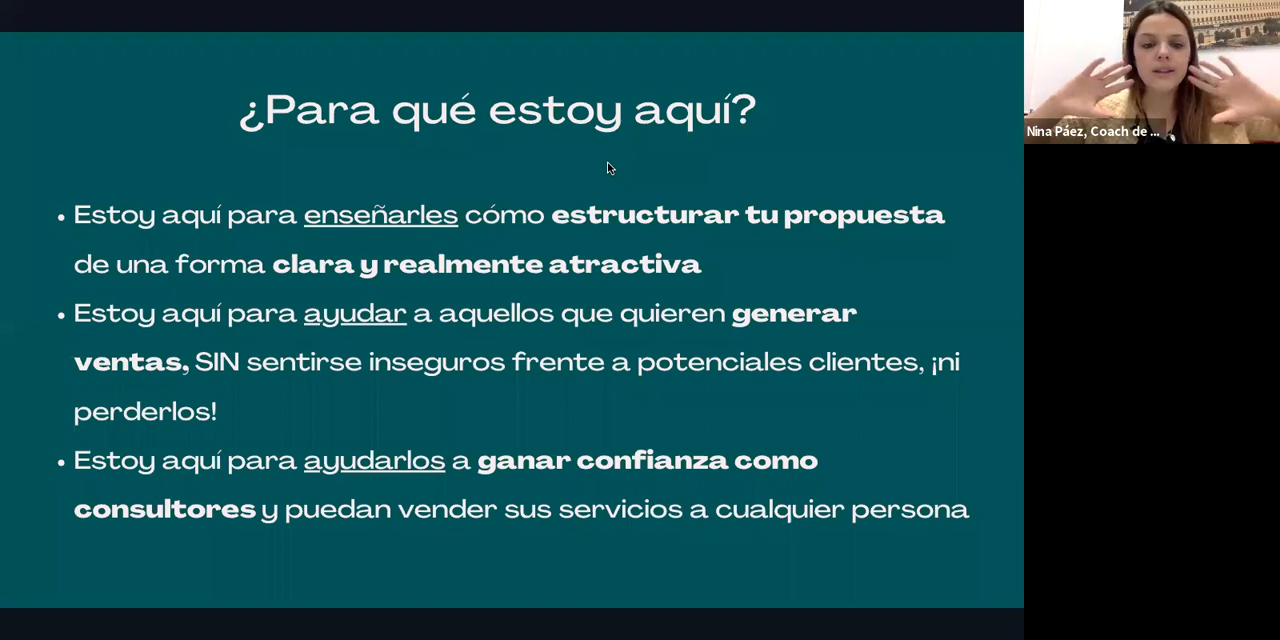 ¿Para qué estoy aquí?
• Estoy aquí para enseñarles cómo estructurar tu propuesta
de una forma clara y realmente atractiva
• Estoy aquí para ayudar a aquellos que quieren generar
ventas, SIN sentirse inseguros frente a potenciales clientes, ¡ni
perderlos!
• Estoy aquí para ayudarlos a ganar confianza como
consultores y puedan vender sus servicios a cualquier persona
Nina Páez, Coach de ...